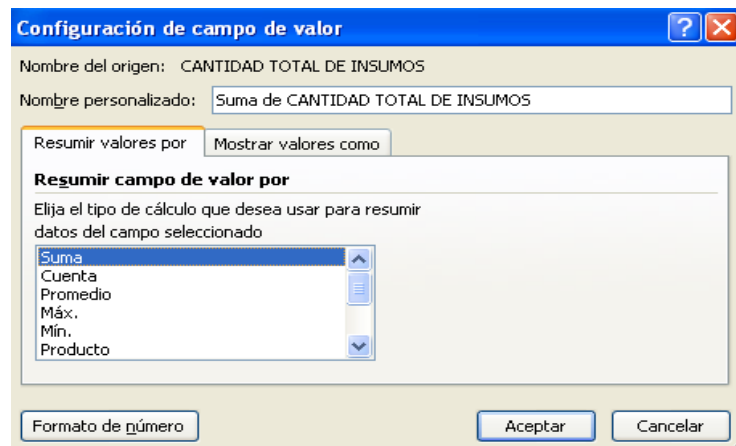 Configuración de campo de valor
Nombre del origen: CANTIDAD TOTAL DE INSUMOS
Nombre personalizado: Suma de CANTIDAD TOTAL DE INSUMOS
Resumir valores por Mostrar valores como
Resumir campo de valor por
Elija el tipo de cálculo que desea usar para resumir
datos del campo seleccionado
Suma
Cuenta
Promedio
Máx.
Mín.
Producto
Formato de número Aceptar Cancelar